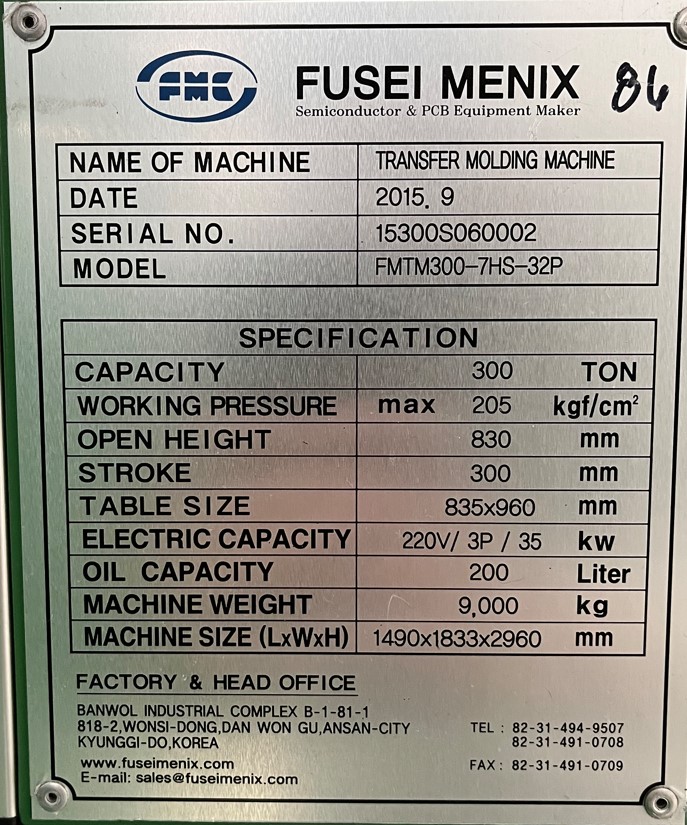 FMC FUSEI MENIX 86
Semiconductor & PCB Equipment Maker
NAME OF MACHINE TRANSFER MOLDING MACHINE
DATE 2015. 9
SERIAL NO. 15300S060002
MODEL FMTM300-7HS-32P
SPECIFICATION
CAPACITY 300 TON
WORKING PRESSURE max 205 kgf/cm²
OPEN HEIGHT 830 mm
STROKE 300 mm
TABLE SIZE 835x960 mm
ELECTRIC CAPACITY 220V/ 3P / 35 kw
OIL CAPACITY 200 Liter
MACHINE WEIGHT 9,000 kg
MACHINE SIZE (LxWxH) 1490x1833x2960 mm
FACTORY & HEAD OFFICE
BANWOL INDUSTRIAL COMPLEX B-1-81-1
818-2,WONSI-DONG,DAN WON GU,ANSAN-CITY TEL : 82-31-494-9507
KYUNGGI-DO,KOREA 82-31-491-0708
www.fuseimenix.com FAX : 82-31-491-0709
E-mail: sales@fuseimenix.com